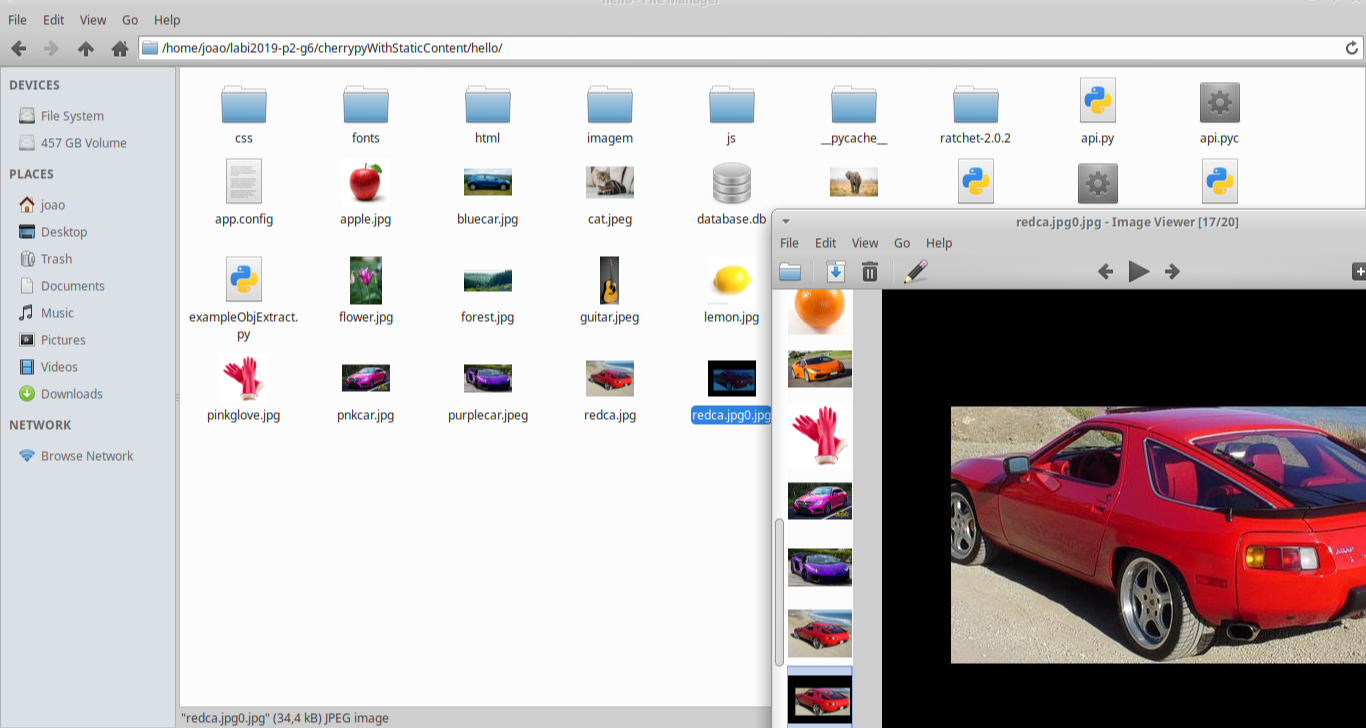 hello - File Manager
File Edit View Go Help
/home/joao/labi2019-p2-g6/cherrypyWithStaticContent/hello/
DEVICES
File System
457 GB Volume
PLACES
joao
Desktop
Trash
Documents
Music
Pictures
Videos
Downloads
NETWORK
Browse Network
css fonts html imagem js __pycache__ ratchet-2.0.2 api.py api.pyc
app.config apple.jpg bluecar.jpg cat.jpeg database.db
exampleObjExtract.
py
flower.jpg forest.jpg guitar.jpeg lemon.jpg
pinkglove.jpg pnkcar.jpg purplecar.jpeg redca.jpg redca.jpg0.jpg
"redca.jpg0.jpg" (34,4 kB) JPEG image
redca.jpg0.jpg - Image Viewer [17/20]
File Edit View Go Help